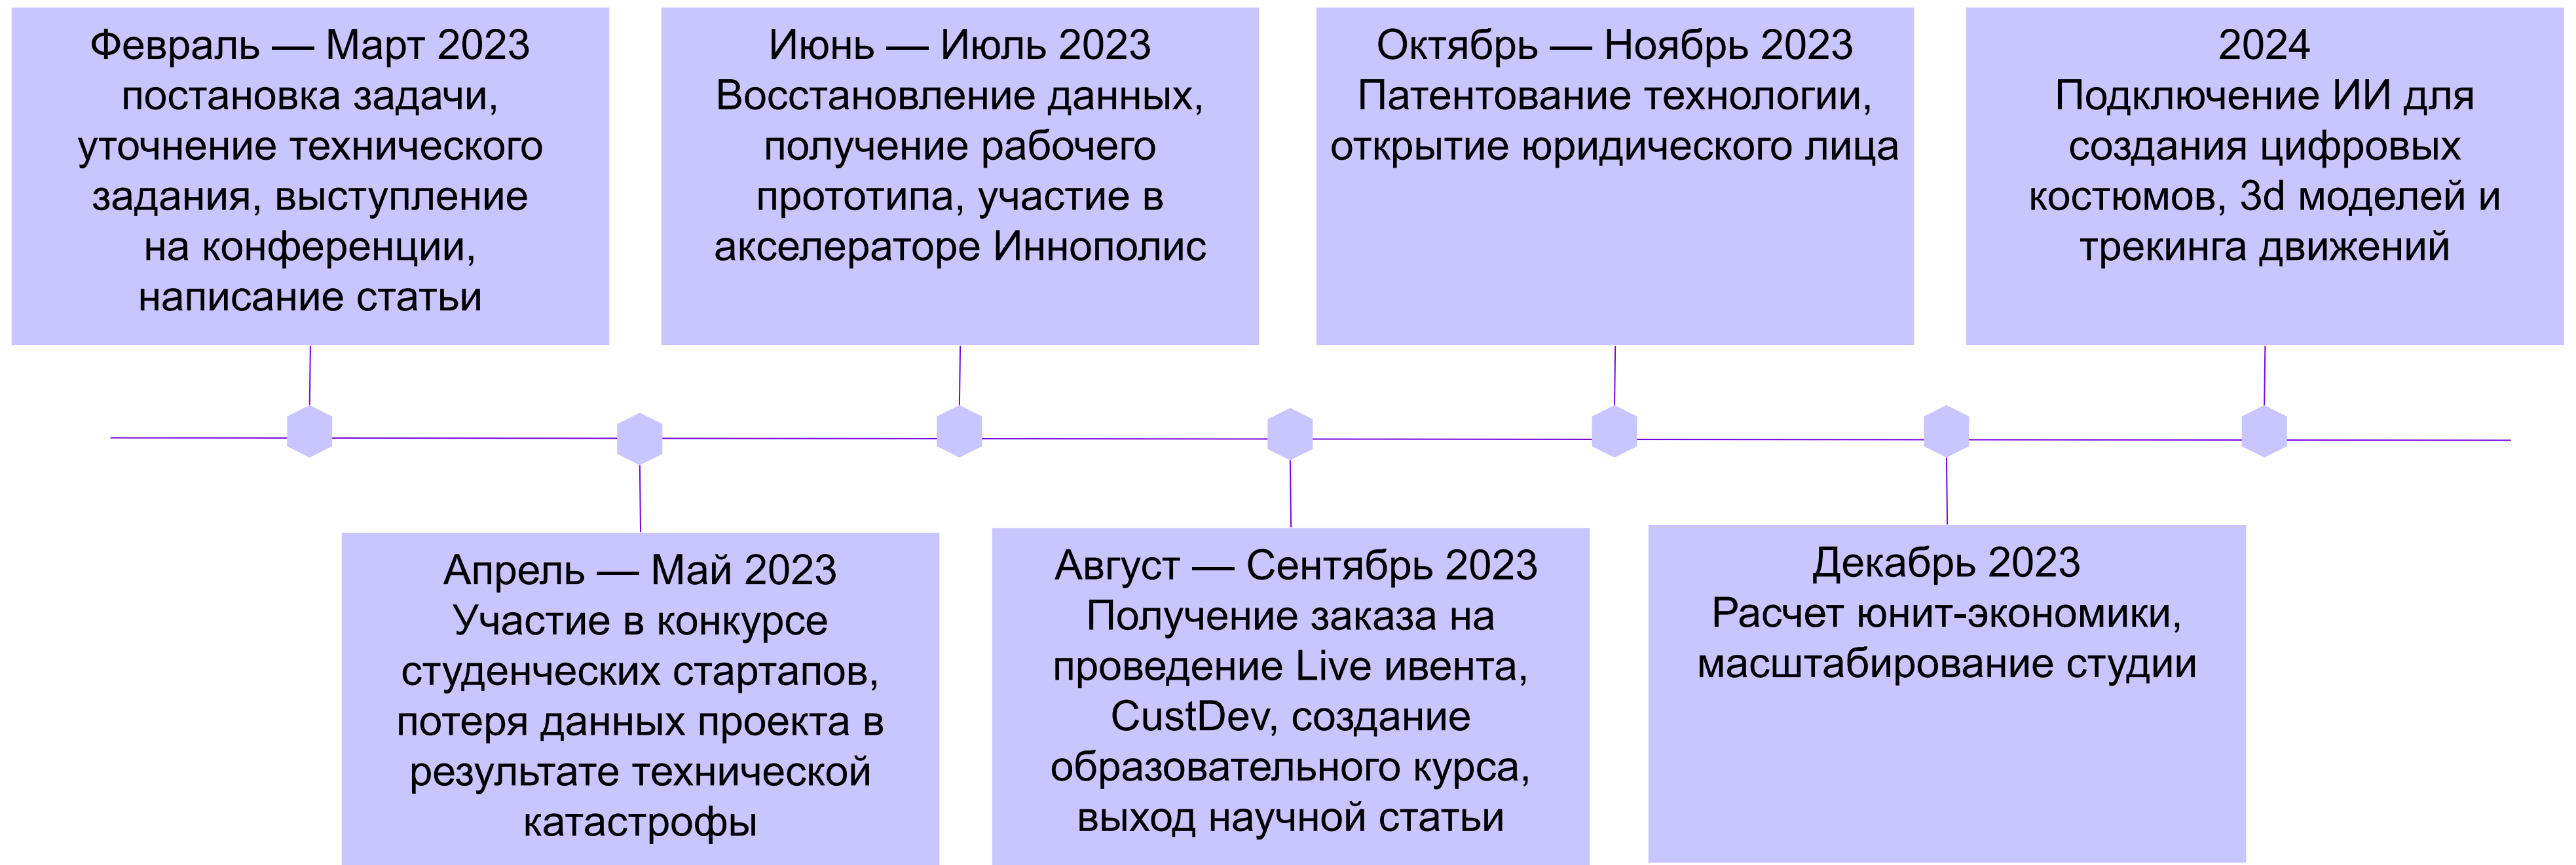 Февраль — Март 2023
постановка задачи,
уточнение технического
задания, выступление
на конференции,
написание статьи
Апрель — Май 2023
Участие в конкурсе
студенческих стартапов,
потеря данных проекта в
результате технической
катастрофы
Июнь — Июль 2023
Восстановление данных,
получение рабочего
прототипа, участие в
акселераторе Иннополис
Август — Сентябрь 2023
Получение заказа на
проведение Live ивента,
CustDev, создание
образовательного курса,
выход научной статьи
Октябрь — Ноябрь 2023
Патентование технологии,
открытие юридического лица
Декабрь 2023
Расчет юнит-экономики,
масштабирование студии
2024
Подключение ИИ для
создания цифровых
костюмов, 3d моделей и
трекинга движений